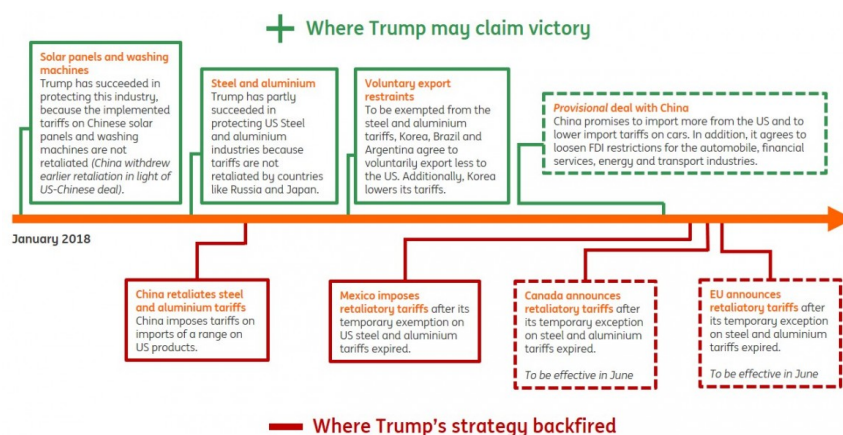 Where Trump may claim victory
Solar panels and washing
machines
Trump has succeeded in
protecting this industry,
because the implemented
tariffs on Chinese solar
panels and washing
machines are not
retaliated (China withdrew
earlier retaliation in light of
US-Chinese deal).
Steel and aluminium
Trump has partly
succeeded in
protecting US Steel
and aluminium
industries because
tariffs are not
retaliated by countries
like Russia and Japan.
Voluntary export
restraints
To be exempted from the
steel and aluminium
tariffs, Korea, Brazil and
Argentina agree to
voluntarily export less to
the US. Additionally, Korea
lowers its tariffs.
Provisional deal with China
China promises to import more from the US and to
lower import tariffs on cars. In addition, it agrees to
loosen FDI restrictions for the automobile, financial
services, energy and transport industries.
January 2018
China retaliates steel
and aluminium tariffs
China imposes tariffs on
imports of a range on
US products.
Mexico imposes
retaliatory tariffs after its
temporary exemption on
US steel and aluminium
tariffs expired.
Canada announces
retaliatory tariffs after
its temporary exception
on steel and aluminium
tariffs expired.
To be effective in June
EU announces
retaliatory tariffs after
its temporary exception
on steel and aluminium
tariffs expired.
To be effective in June
Where Trump's strategy backfired